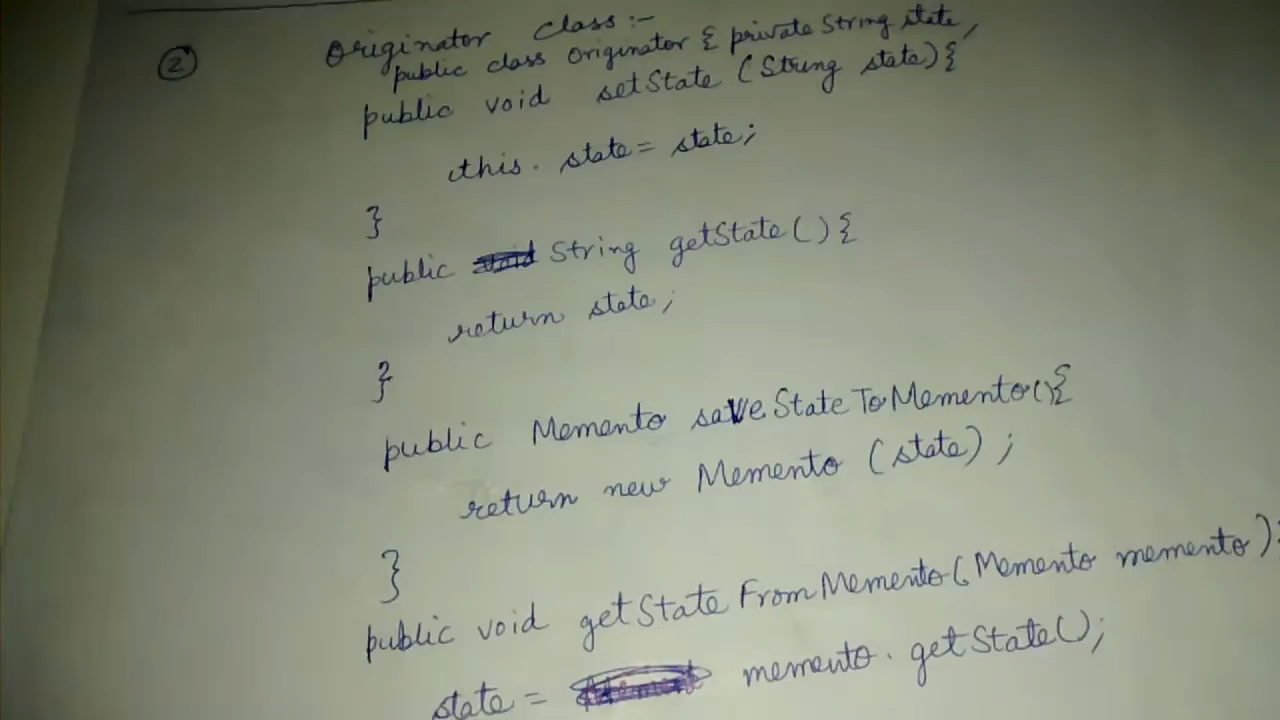 ② Originator Class :-
public class Originator { private String state,
public void setState (String state) {
this. state = state;
}
public String getState() {
return state;
}
public Memento saveStateToMemento() {
return new Memento (state) ;
}
public void getStateFromMemento (Memento memento) {
state = memento. getState();